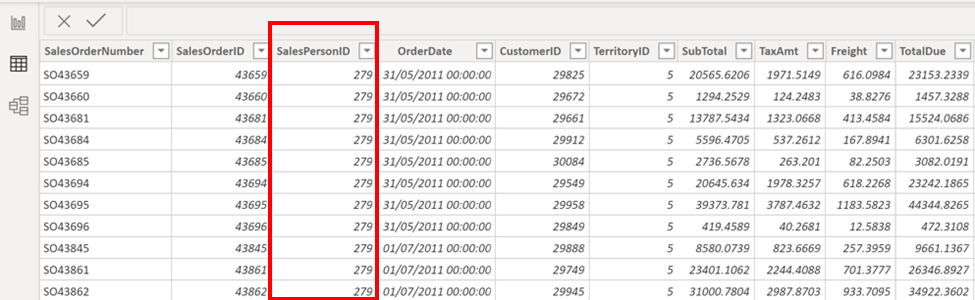 SalesOrderNumber SalesOrderID SalesPersonID OrderDate CustomerID TerritoryID SubTotal TaxAmt Freight TotalDue
SO43659 43659 279 31/05/2011 00:00:00 29825 5 20565.6206 1971.5149 616.0984 23153.2339
SO43660 43660 279 31/05/2011 00:00:00 29672 5 1294.2529 124.2483 38.8276 1457.3288
SO43681 43681 279 31/05/2011 00:00:00 29661 5 13787.5434 1323.0668 413.4584 15524.0686
SO43684 43684 279 31/05/2011 00:00:00 29912 5 5596.4705 537.2612 167.8941 6301.6258
SO43685 43685 279 31/05/2011 00:00:00 30084 5 2736.5678 263.201 82.2503 3082.0191
SO43694 43694 279 31/05/2011 00:00:00 29549 5 20645.634 1978.3257 618.2268 23242.1865
SO43695 43695 279 31/05/2011 00:00:00 29958 5 39373.781 3787.4632 1183.5823 44344.8265
SO43696 43696 279 31/05/2011 00:00:00 29849 5 419.4589 40.2681 12.5838 472.3108
SO43845 43845 279 01/07/2011 00:00:00 29888 5 8580.0739 823.6669 257.3959 9661.1367
SO43861 43861 279 01/07/2011 00:00:00 29749 5 23401.1062 2244.4088 701.3777 26346.8927
SO43862 43862 279 01/07/2011 00:00:00 29945 5 31000.7804 2987.8703 933.7095 34922.3602